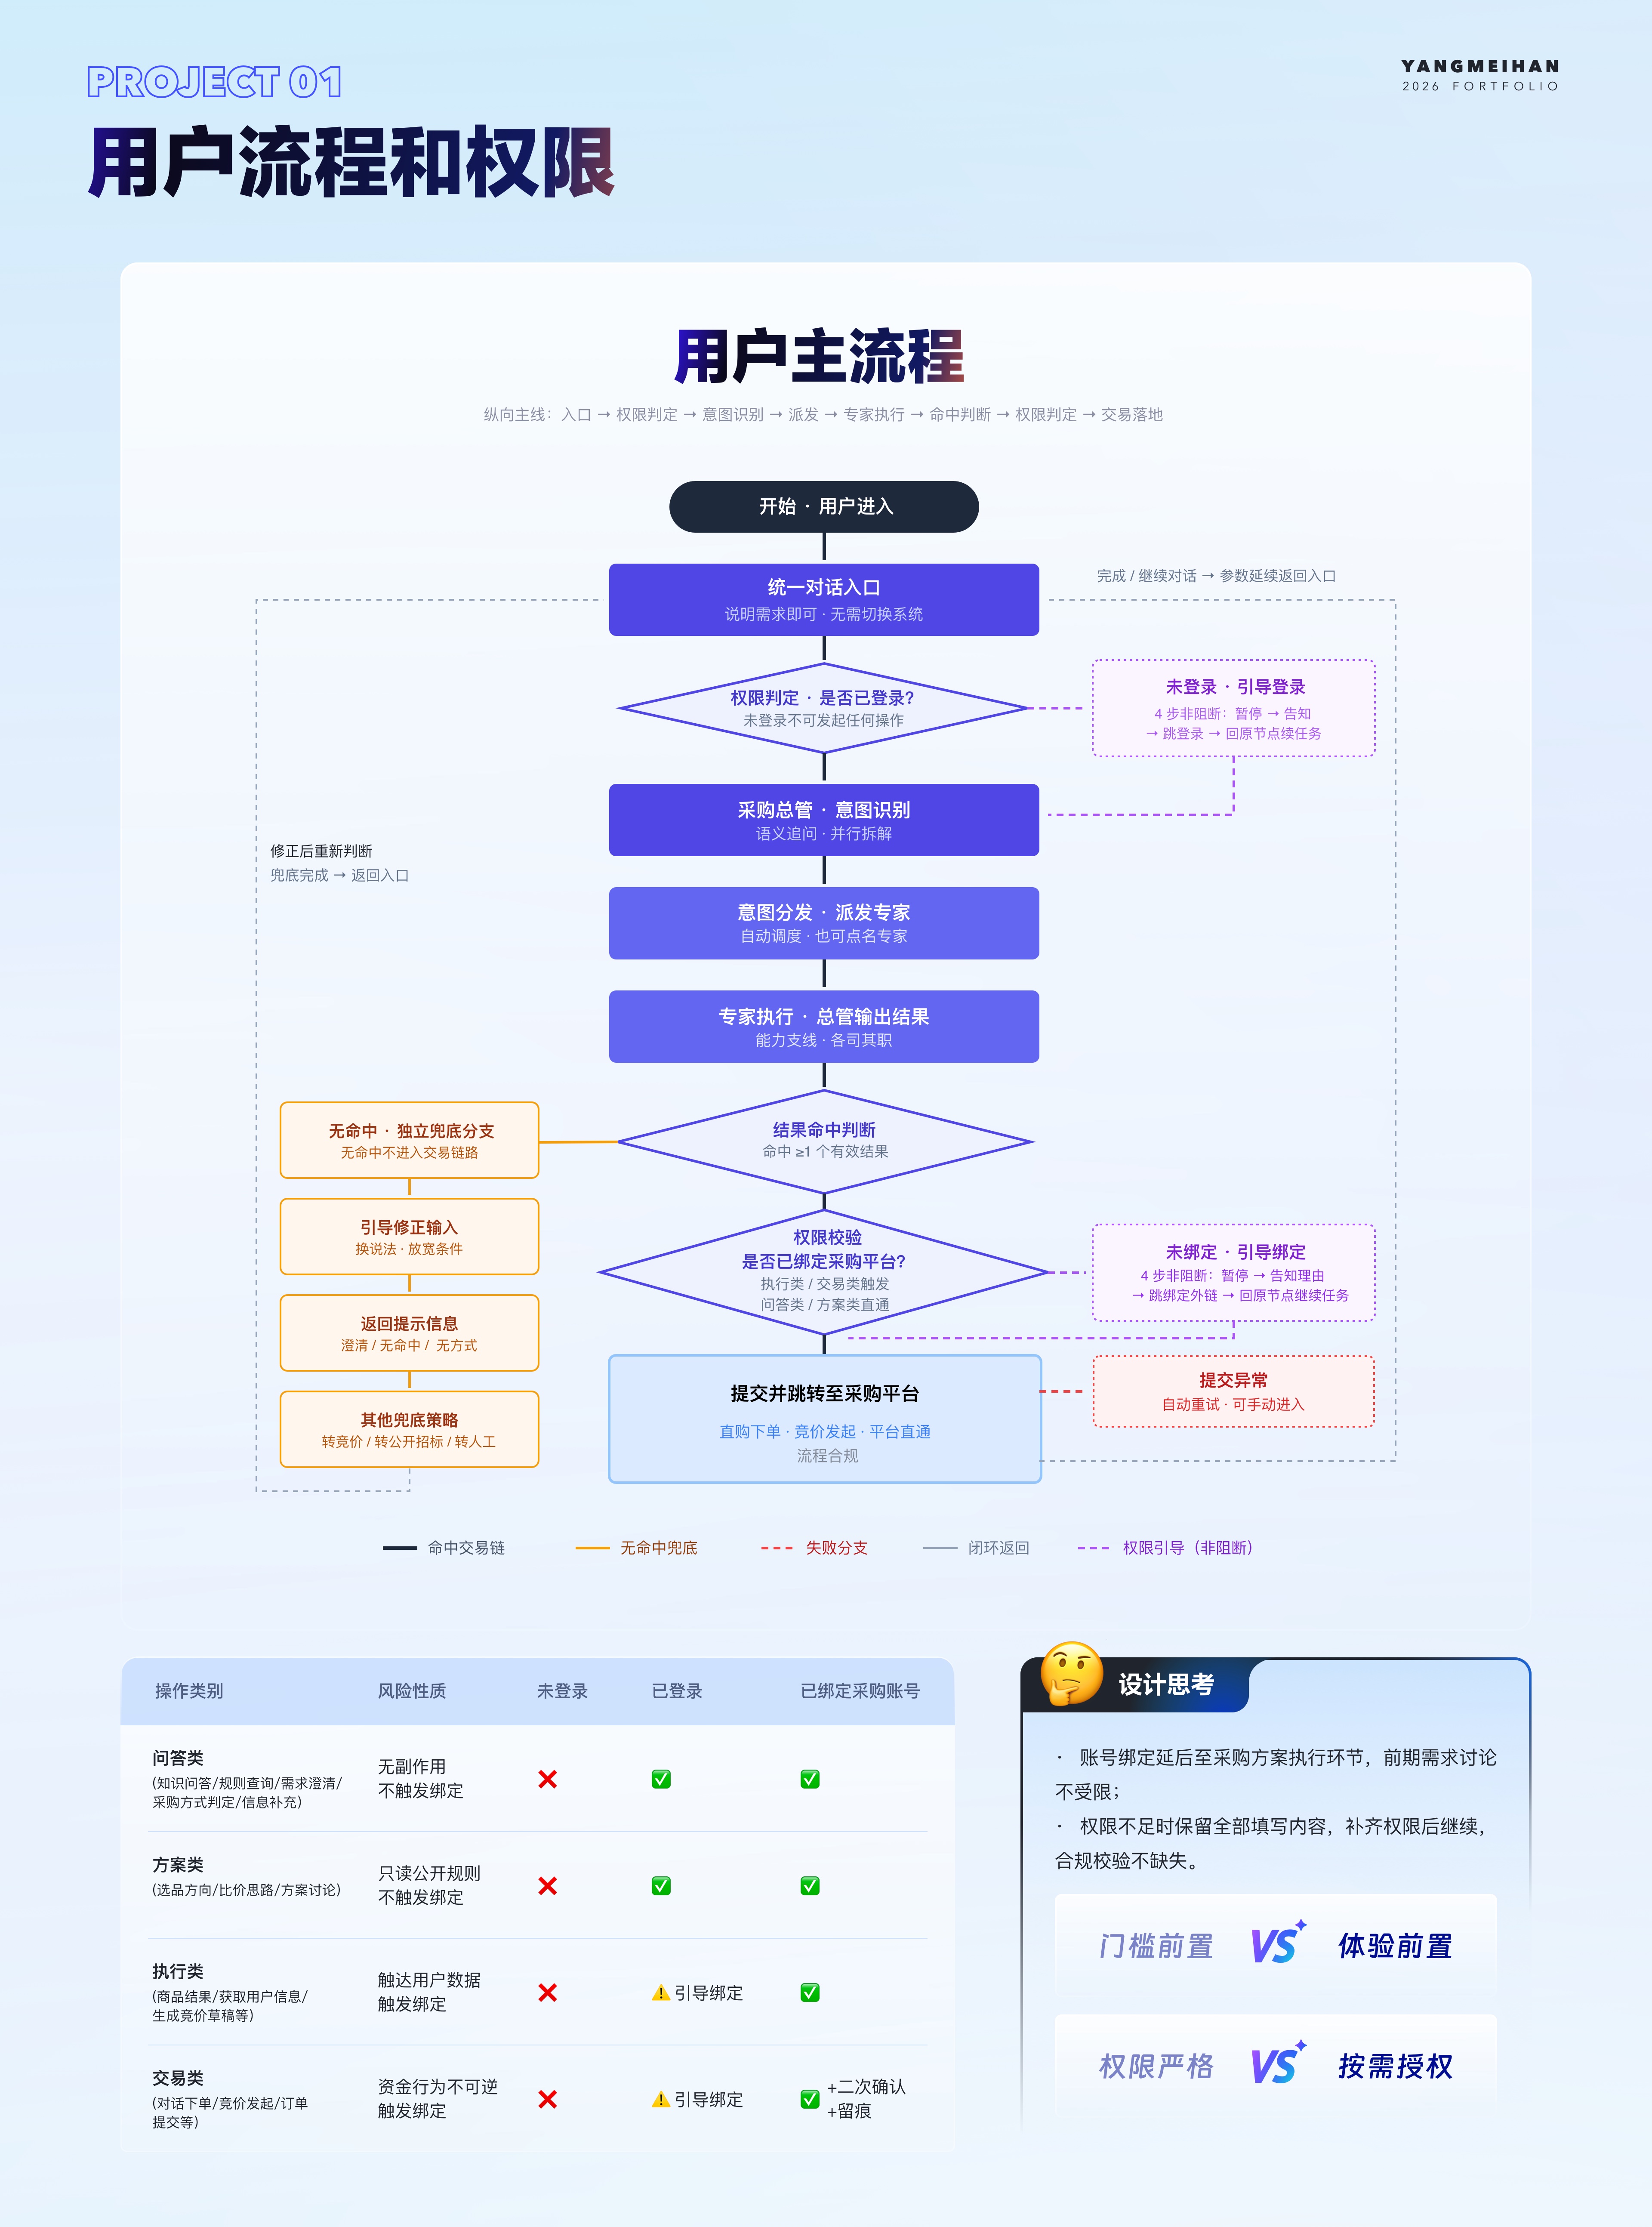 PROJECT 01
YANGMEIHAN
2026 FORTFOLIO
用户流程和权限
用户主流程
纵向主线：入口 → 权限判定 → 意图识别 → 派发 → 专家执行 → 命中判断 → 权限判定 → 交易落地
开始 · 用户进入
统一对话入口
说明需求即可 · 无需切换系统
完成 / 继续对话 → 参数延续返回入口
权限判定 · 是否已登录?
未登录不可发起任何操作
未登录 · 引导登录
4 步非阻断：暂停 → 告知
→ 跳登录 → 回原节点续任务
采购总管 · 意图识别
语义追问 · 并行拆解
修正后重新判断
兜底完成 → 返回入口
意图分发 · 派发专家
自动调度 · 也可点名专家
专家执行 · 总管输出结果
能力支线 · 各司其职
结果命中判断
命中 ≥1 个有效结果
无命中 · 独立兜底分支
无命中不进入交易链路
引导修正输入
换说法 · 放宽条件
返回提示信息
澄清 / 无命中 / 无方式
其他兜底策略
转竞价 / 转公开招标 / 转人工
权限校验
是否已绑定采购平台?
执行类 / 交易类触发
问答类 / 方案类直通
未绑定 · 引导绑定
4 步非阻断：暂停 → 告知理由
→ 跳绑定外链 → 回原节点继续任务
提交并跳转至采购平台
直购下单 · 竞价发起 · 平台直通
流程合规
提交异常
自动重试 · 可手动进入
命中交易链
无命中兜底
失败分支
闭环返回
权限引导（非阻断）
操作类别 风险性质 未登录 已登录 已绑定采购账号
问答类
(知识问答/规则查询/需求澄清/
采购方式判定/信息补充)
无副作用
不触发绑定
❌ ✅ ✅
方案类
(选品方向/比价思路/方案讨论)
只读公开规则
不触发绑定
❌ ✅ ✅
执行类
(商品结果/获取用户信息/
生成竞价草稿等)
触达用户数据
触发绑定
❌ ⚠️引导绑定 ✅
交易类
(对话下单/竞价发起/订单
提交等)
资金行为不可逆
触发绑定
❌ ⚠️引导绑定 ✅
+二次确认
+留痕
设计思考
· 账号绑定延后至采购方案执行环节，前期需求讨论
不受限；
· 权限不足时保留全部填写内容，补齐权限后继续，
合规校验不缺失。
门槛前置 VS 体验前置
权限严格 VS 按需授权